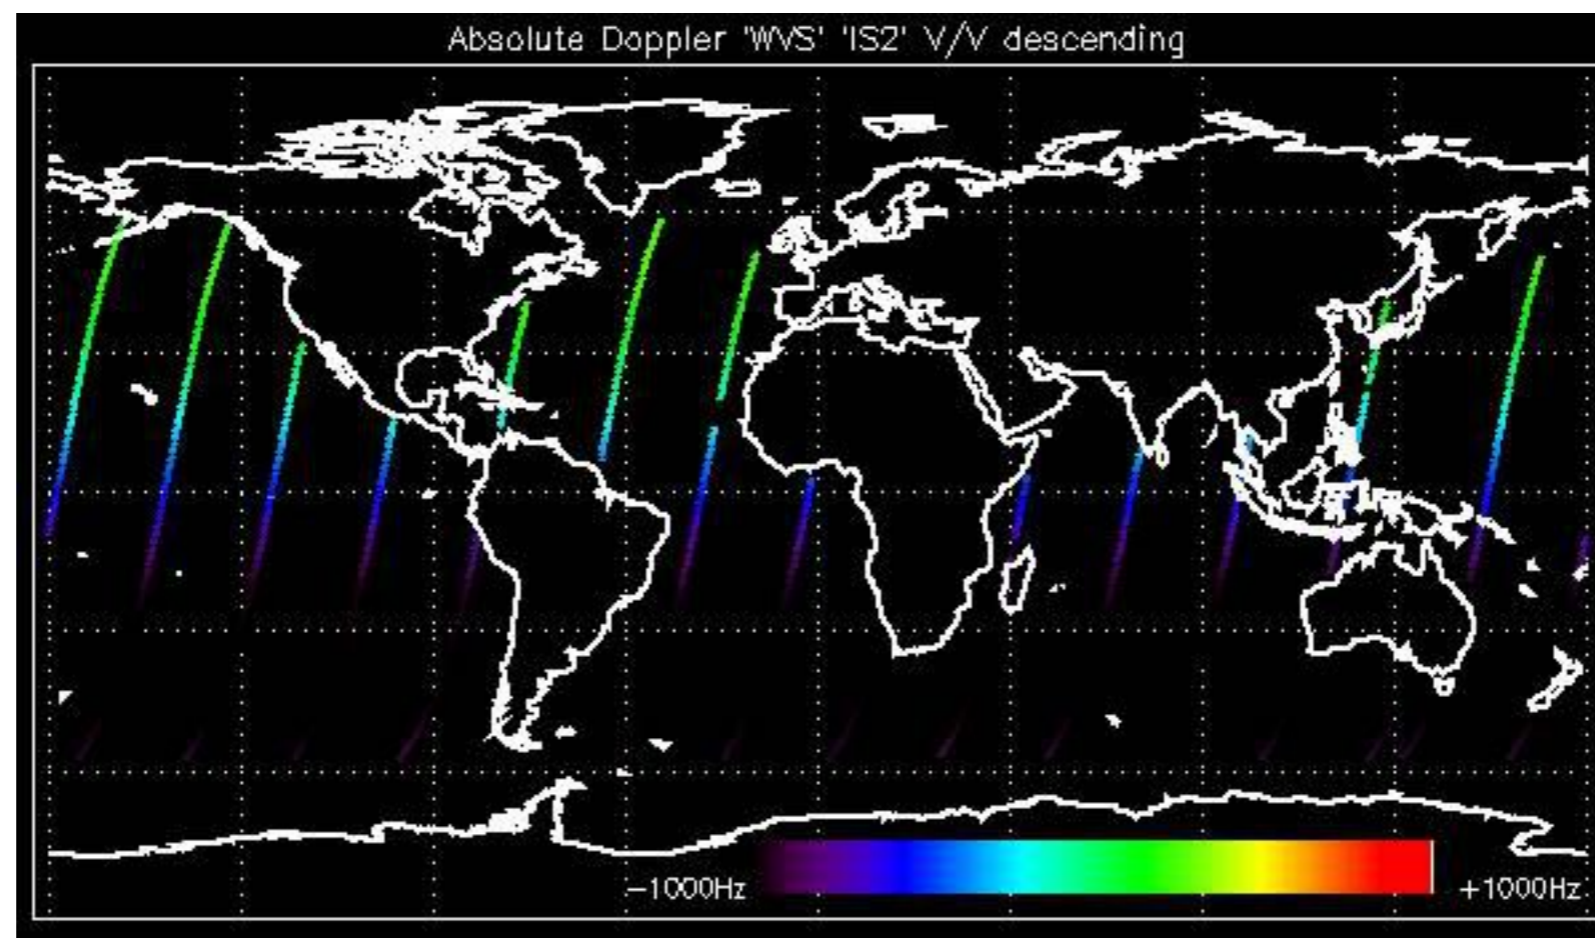 Absolute Doppler 'WVS' 'IS2' V/V descending
−1000Hz +1000Hz